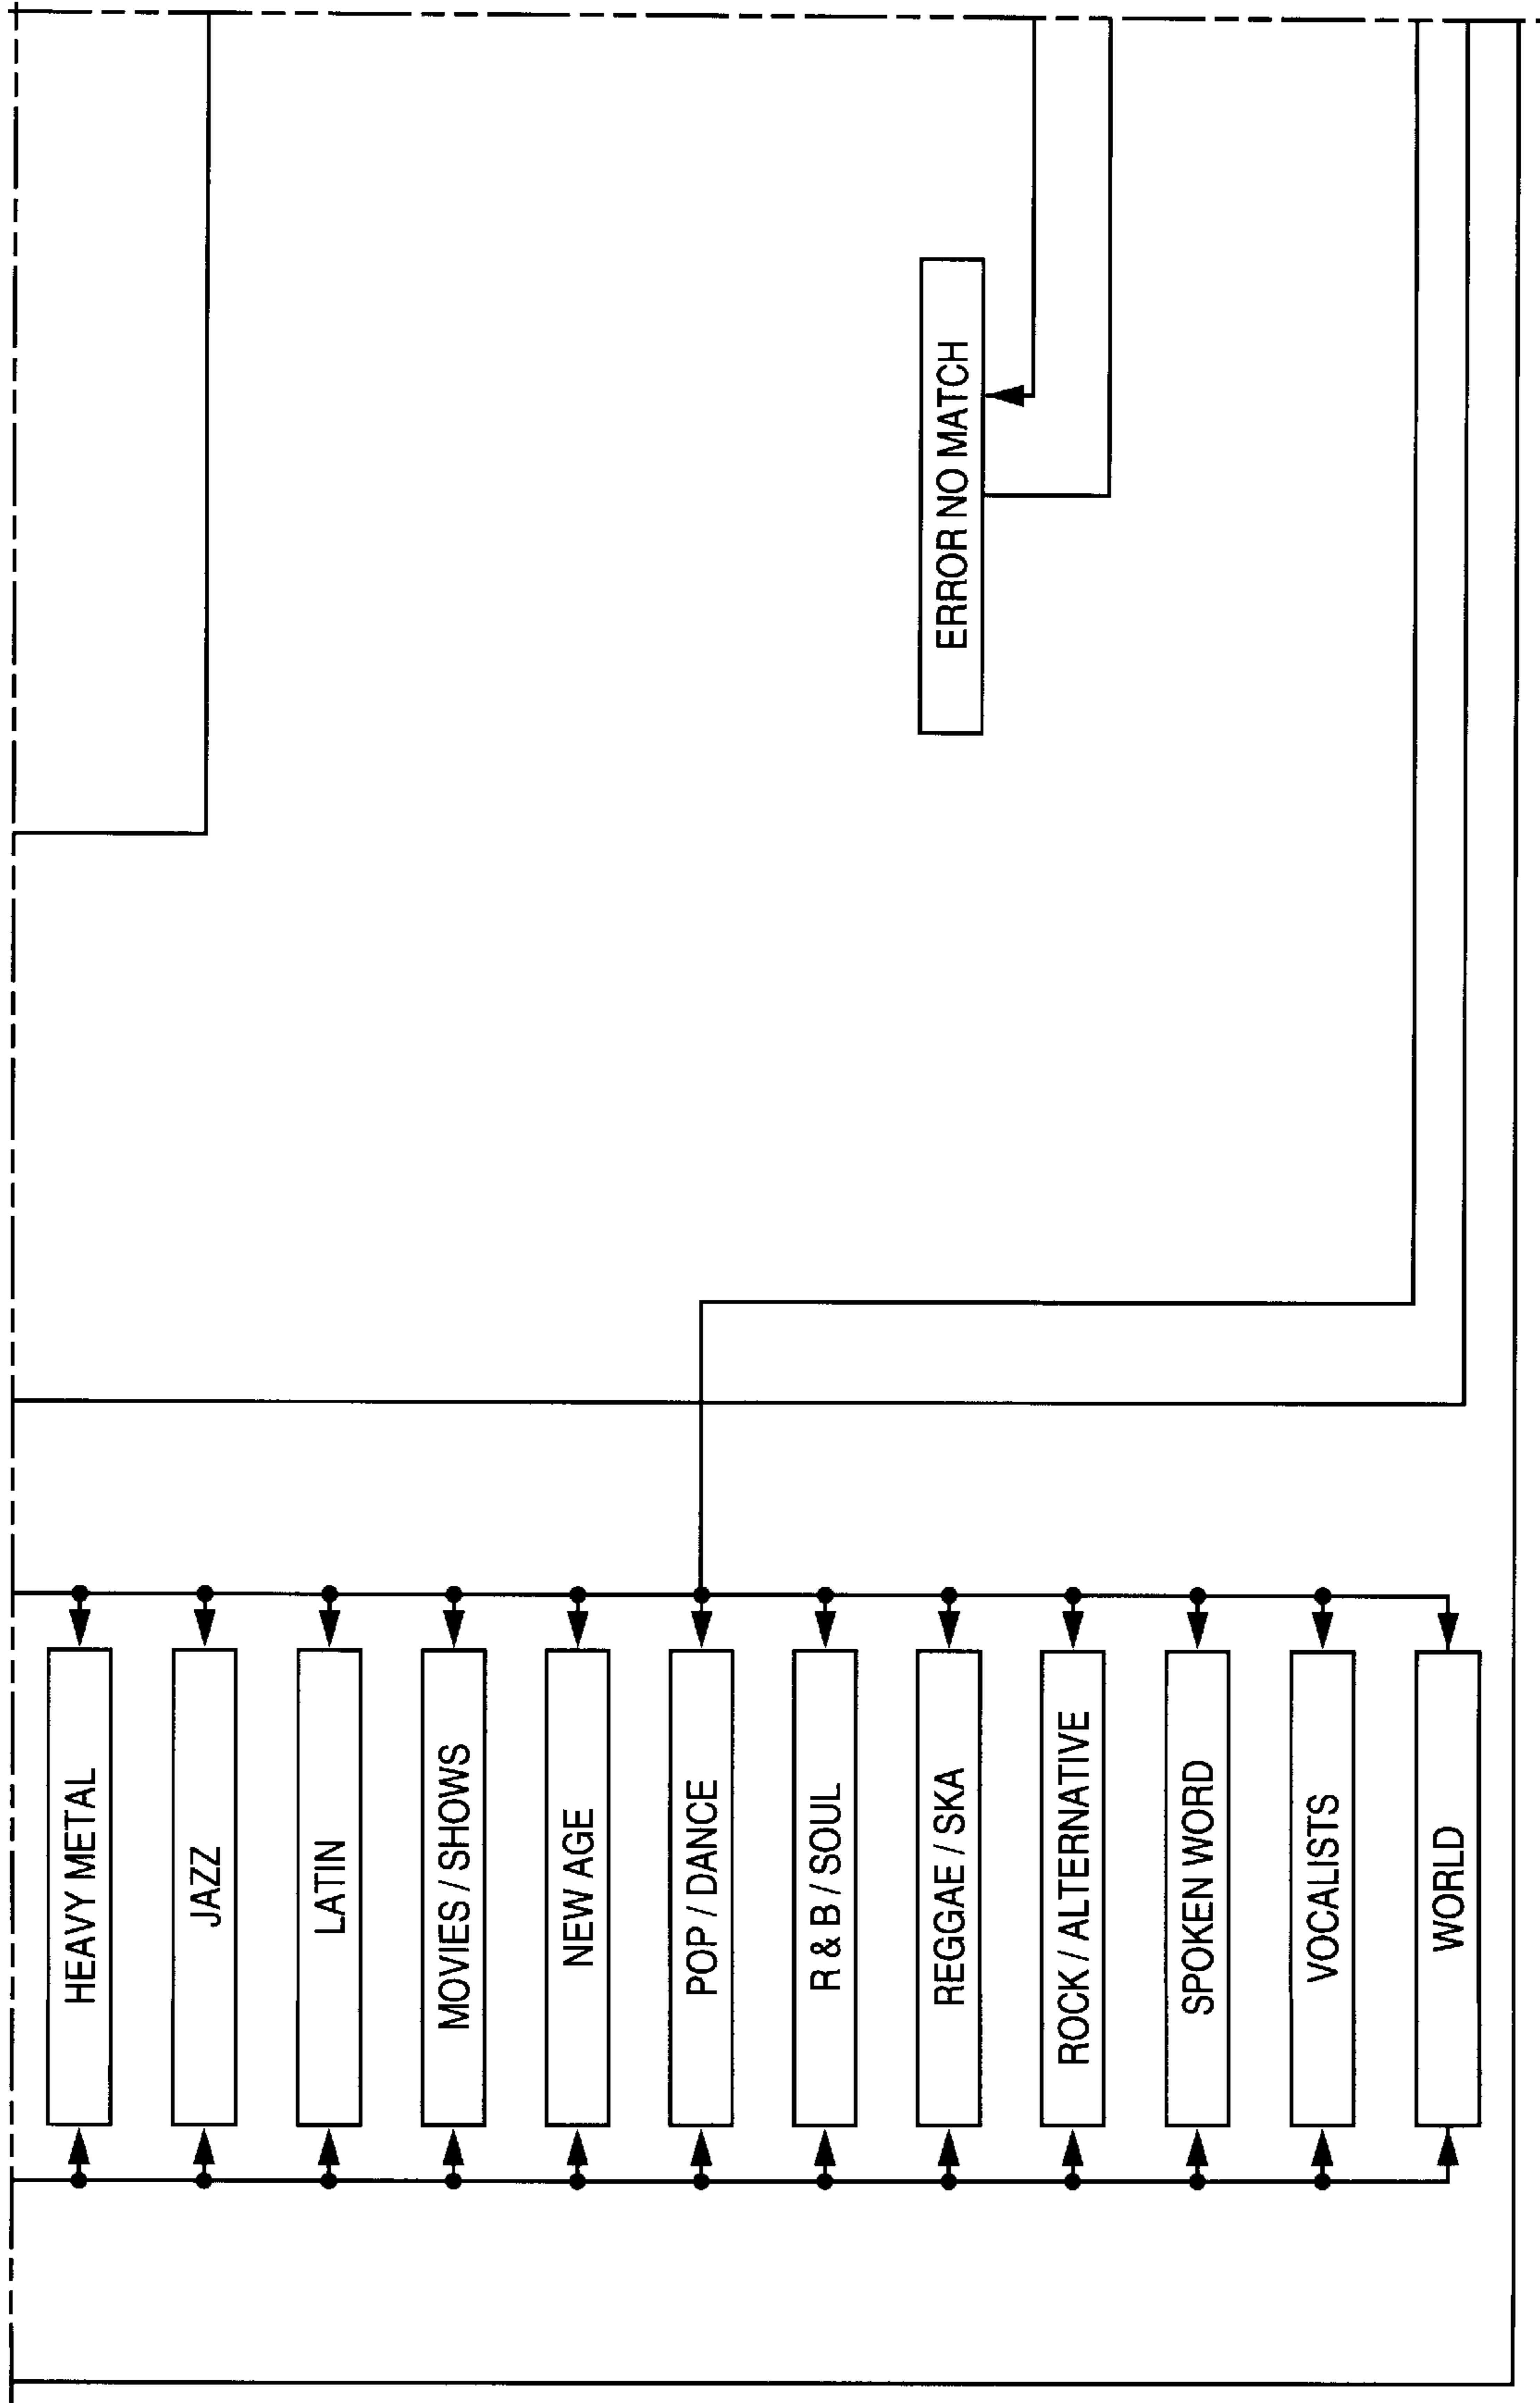 HEAVY METAL
JAZZ
LATIN
MOVIES / SHOWS
NEW AGE
POP / DANCE
R & B / SOUL
REGGAE / SKA
ROCK / ALTERNATIVE
SPOKEN WORD
VOCALISTS
WORLD
ERROR NO MATCH